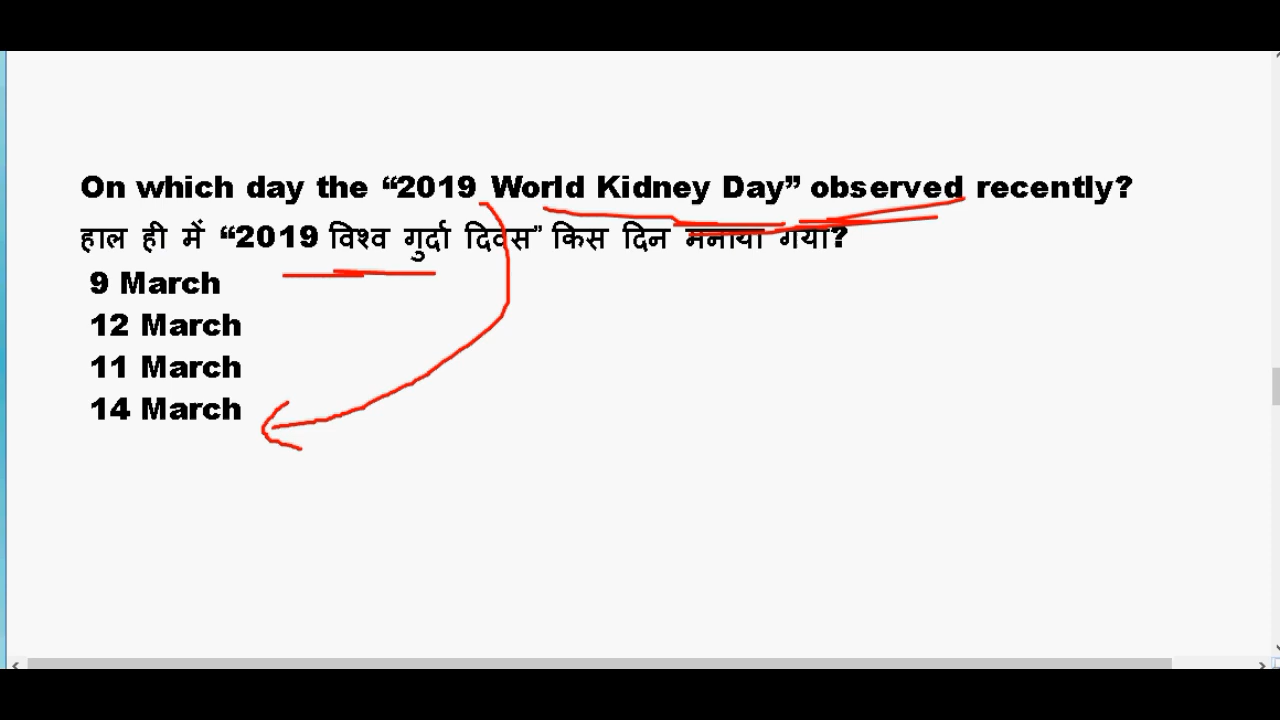 On which day the “2019 World Kidney Day” observed recently?
हाल ही में “2019 विश्व गुर्दा दिवस” किस दिन मनाया गया?
9 March
12 March
11 March
14 March